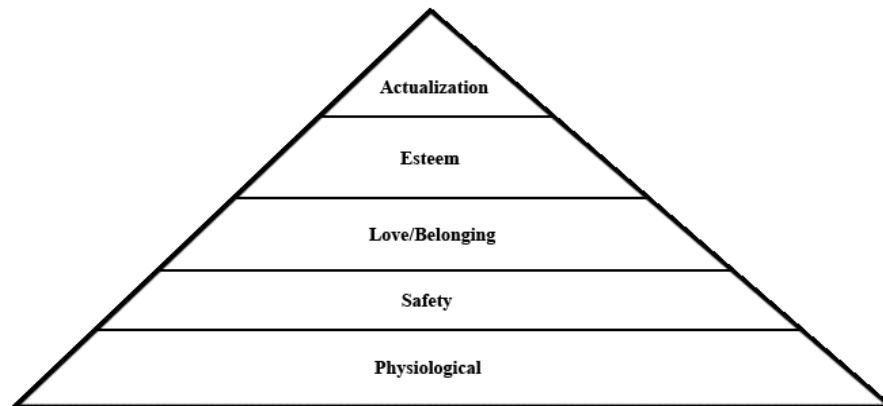 Actualization
Esteem
Love/Belonging
Safety
Physiological